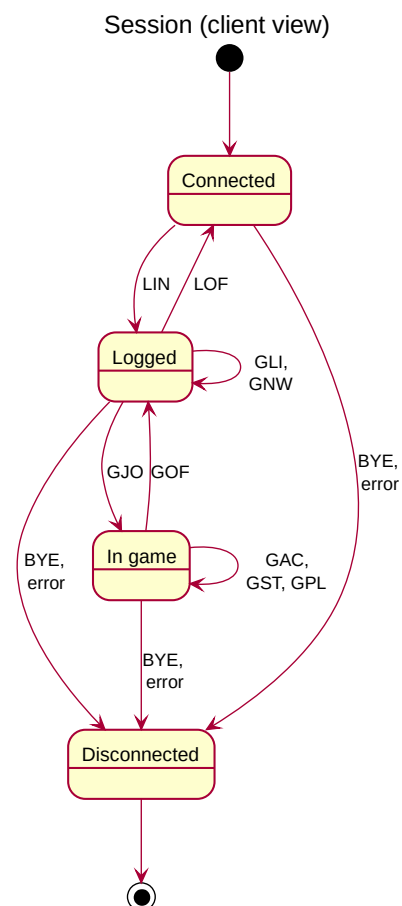 Session (client view)
Connected
LIN
LOF
Logged
GLI,
GNW
BYE,
error
GJO
GOF
In game
GAC,
GST, GPL
BYE,
error
BYE,
error
Disconnected